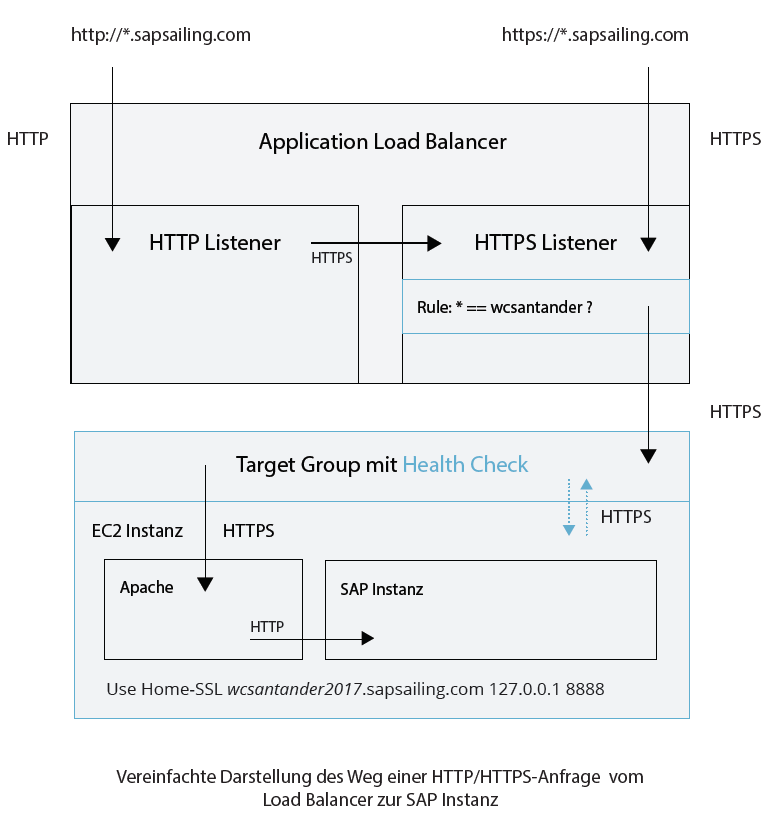 http://*.sapsailing.com
https://*.sapsailing.com
HTTP
Application Load Balancer
HTTPS
HTTP Listener
HTTPS
HTTPS Listener
Rule: * == wcsantander ?
HTTPS
Target Group mit Health Check
HTTPS
EC2 Instanz
HTTPS
Apache
SAP Instanz
HTTP
Use Home-SSL wcsantander2017.sapsailing.com 127.0.0.1 8888
Vereinfachte Darstellung des Weg einer HTTP/HTTPS-Anfrage vom
Load Balancer zur SAP Instanz